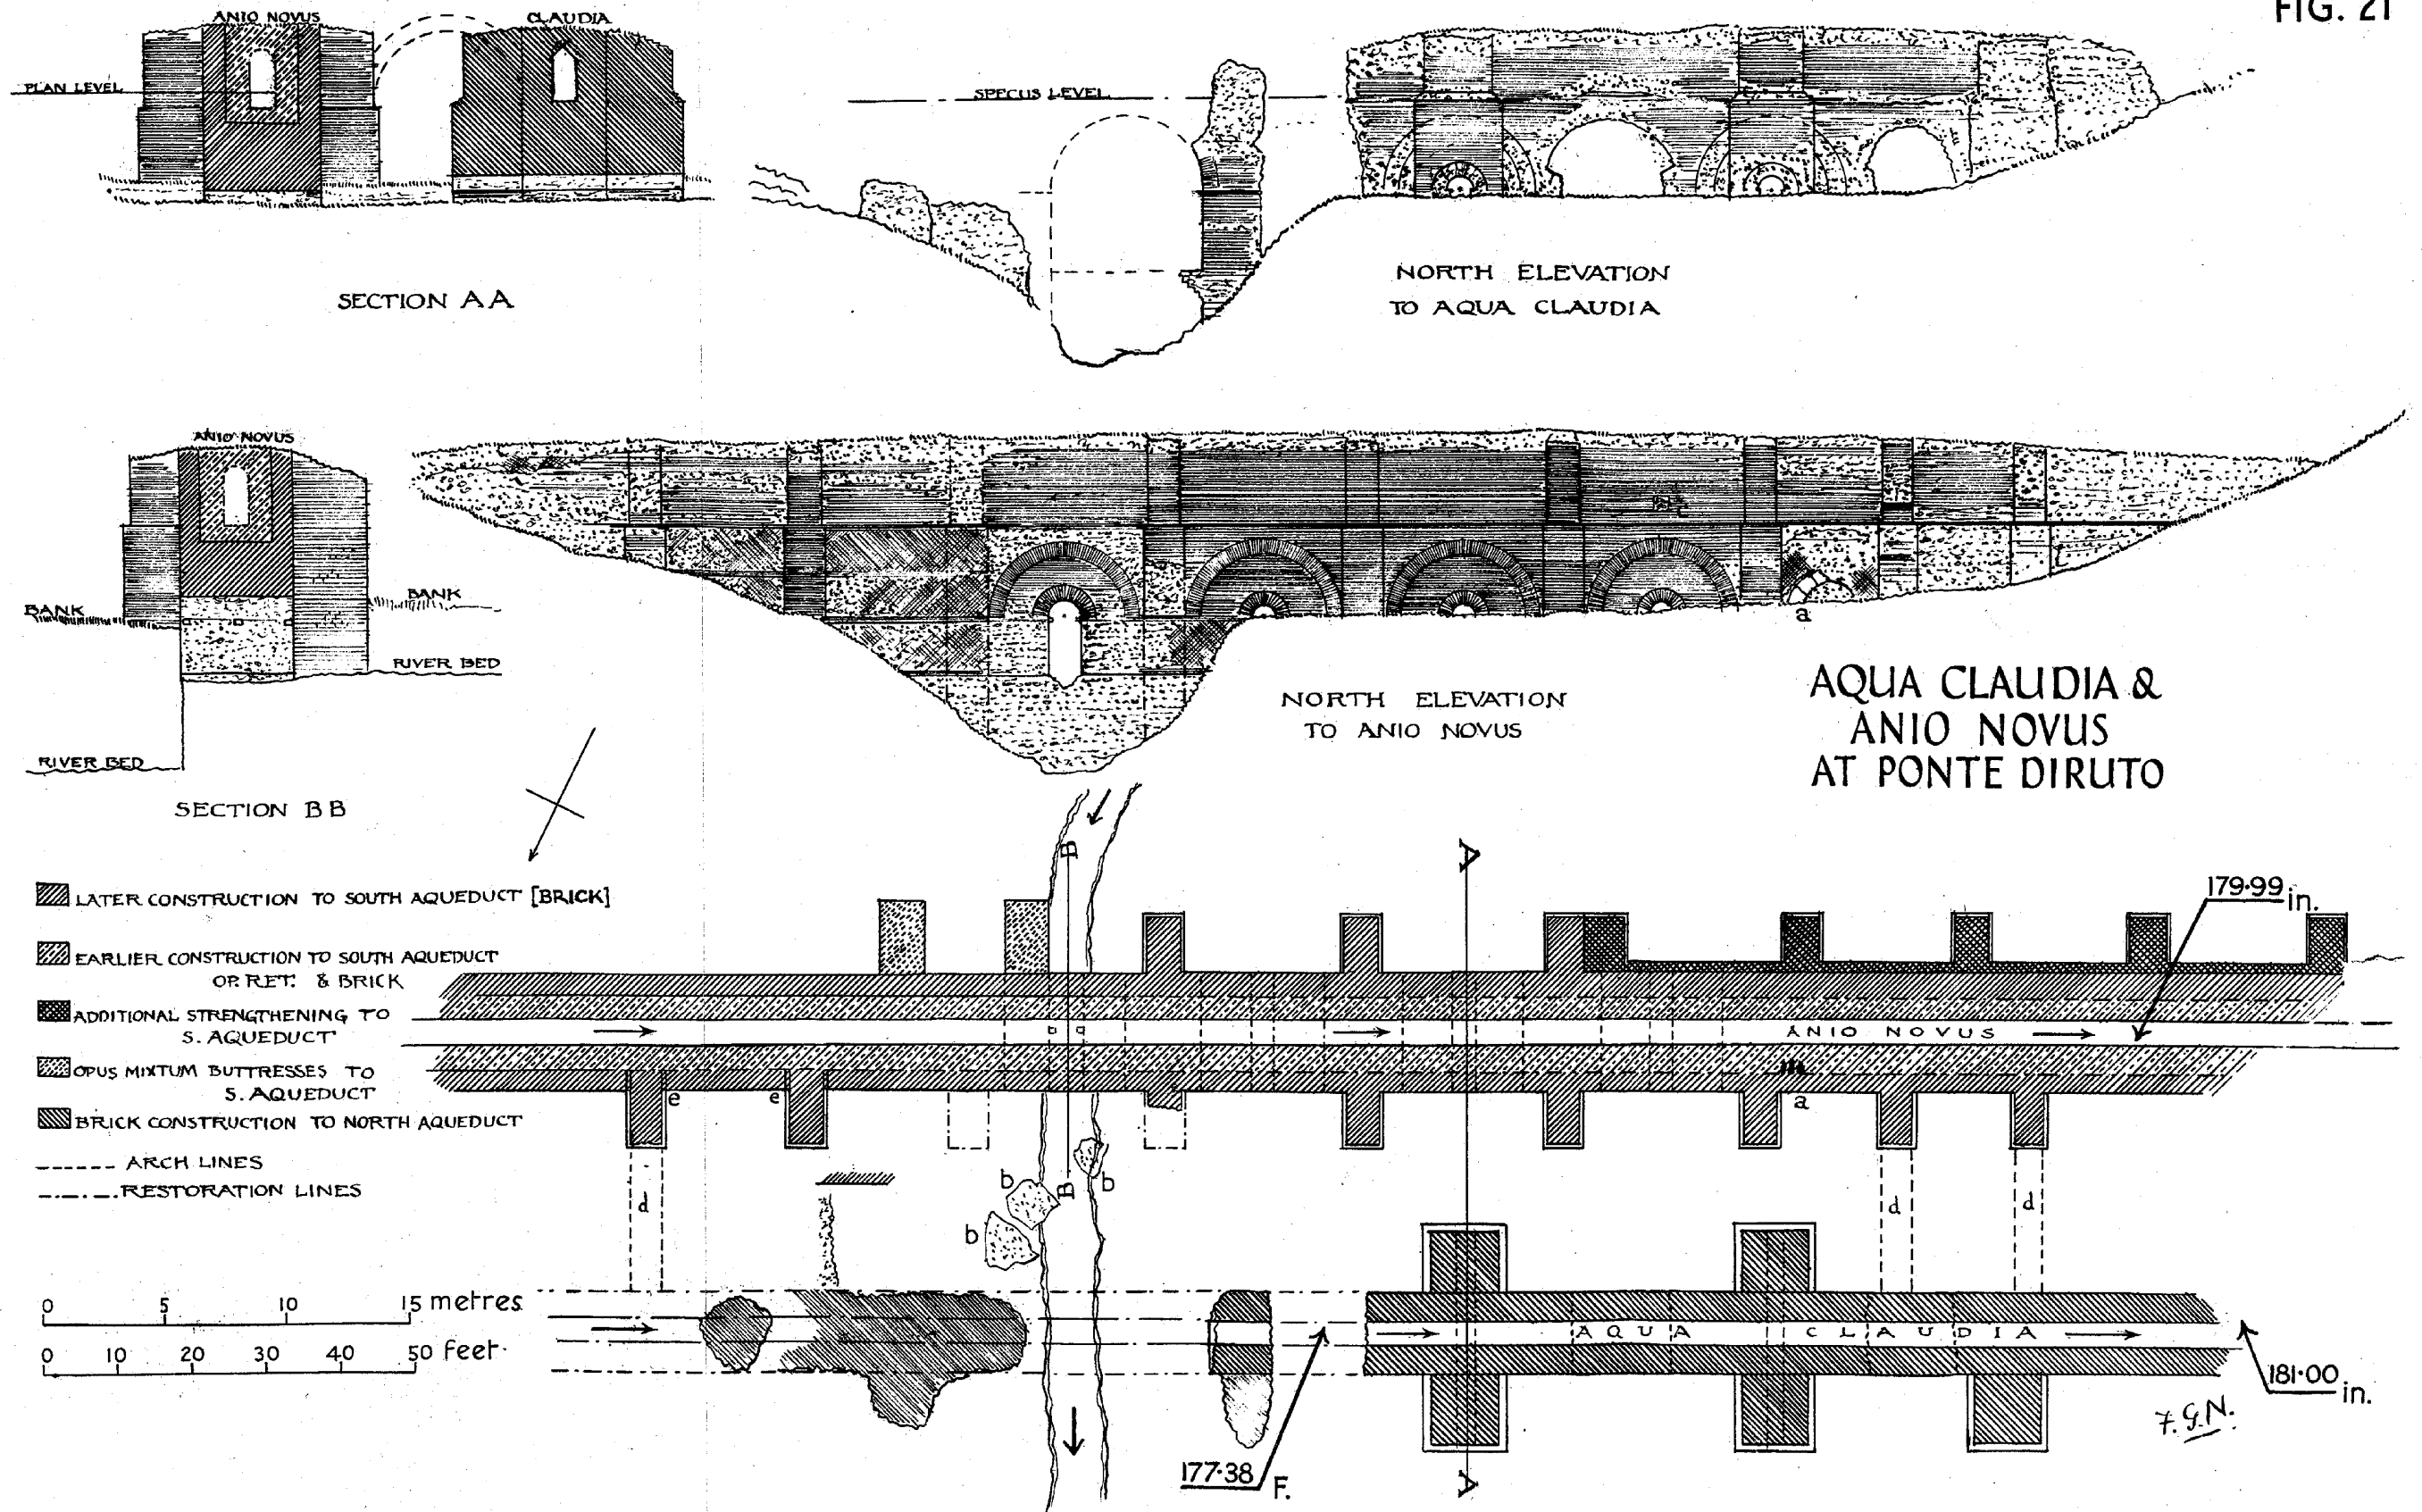 FIG. 21
ANIO NOVUS
CLAUDIA
PLAN LEVEL
SPECUS LEVEL
SECTION AA
NORTH ELEVATION
TO AQUA CLAUDIA
ANIO NOVUS
BANK
BANK
RIVER BED
RIVER BED
SECTION BB
a
NORTH ELEVATION
TO ANIO NOVUS
AQUA CLAUDIA &
ANIO NOVUS
AT PONTE DIRUTO
LATER CONSTRUCTION TO SOUTH AQUEDUCT [BRICK]
EARLIER CONSTRUCTION TO SOUTH AQUEDUCT
OP. RET. & BRICK
ADDITIONAL STRENGTHENING TO
S. AQUEDUCT
OPUS MIXTUM BUTTRESSES TO
S. AQUEDUCT
BRICK CONSTRUCTION TO NORTH AQUEDUCT
ARCH LINES
RESTORATION LINES
0 5 10 15 metres
0 10 20 30 40 50 feet.
B
A
179.99 in.
ANIO NOVUS
e
e
a
b
b
B
b
d
d
d
AQUA CLAUDIA
181.00 in.
177.38 F.
A
F.G.N.